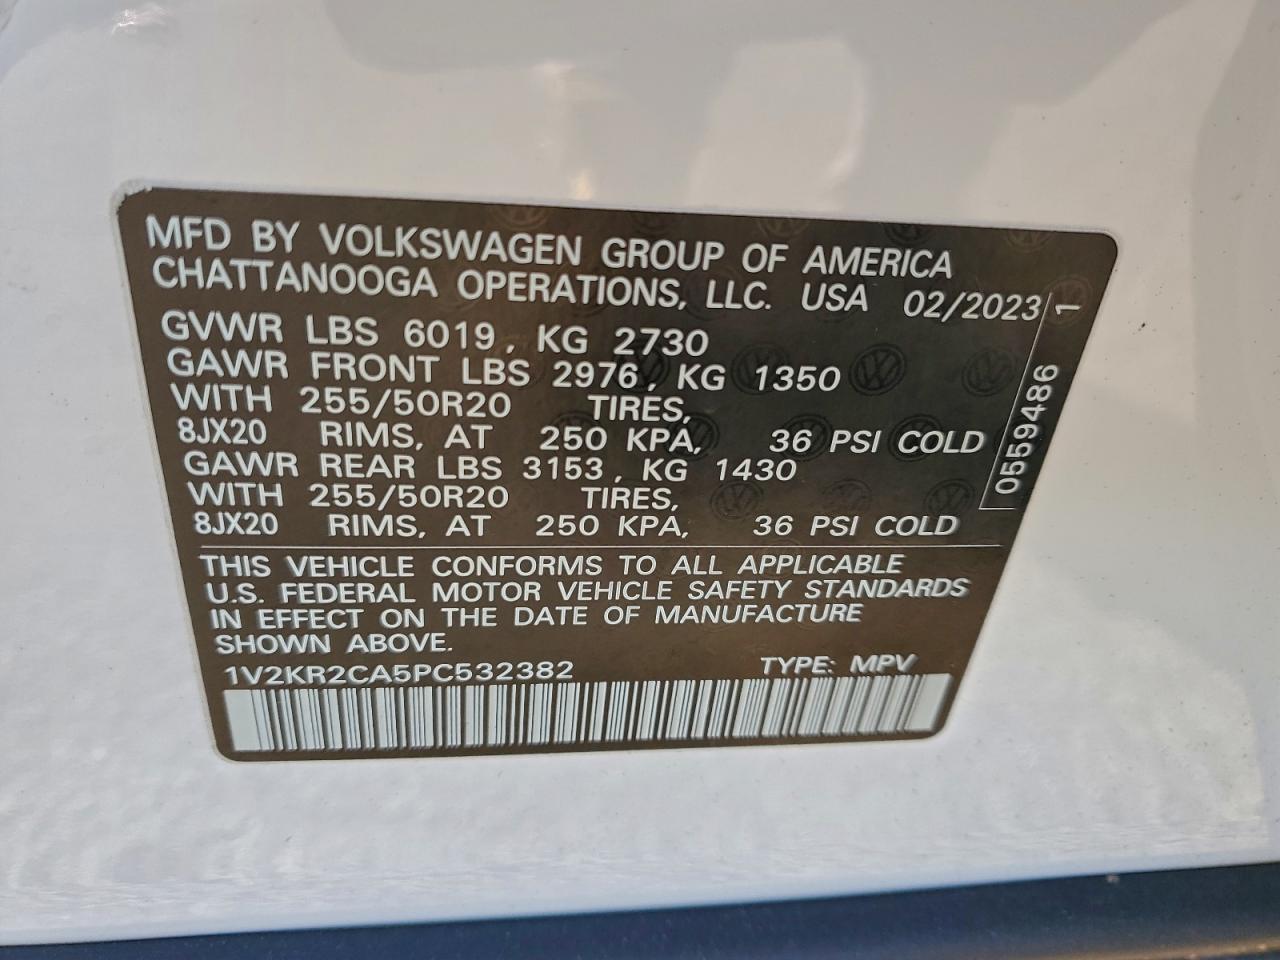 MFD BY VOLKSWAGEN GROUP OF AMERICA
CHATTANOOGA OPERATIONS, LLC. USA 02/2023
GVWR LBS 6019, KG 2730
GAWR FRONT LBS 2976, KG 1350
WITH 255/50R20 TIRES,
8JX20 RIMS, AT 250 KPA, 36 PSI COLD
GAWR REAR LBS 3153, KG 1430
WITH 255/50R20 TIRES,
8JX20 RIMS, AT 250 KPA, 36 PSI COLD
0559486 1
THIS VEHICLE CONFORMS TO ALL APPLICABLE
U.S. FEDERAL MOTOR VEHICLE SAFETY STANDARDS
IN EFFECT ON THE DATE OF MANUFACTURE
SHOWN ABOVE.
1V2KR2CA5PC532382 TYPE: MPV